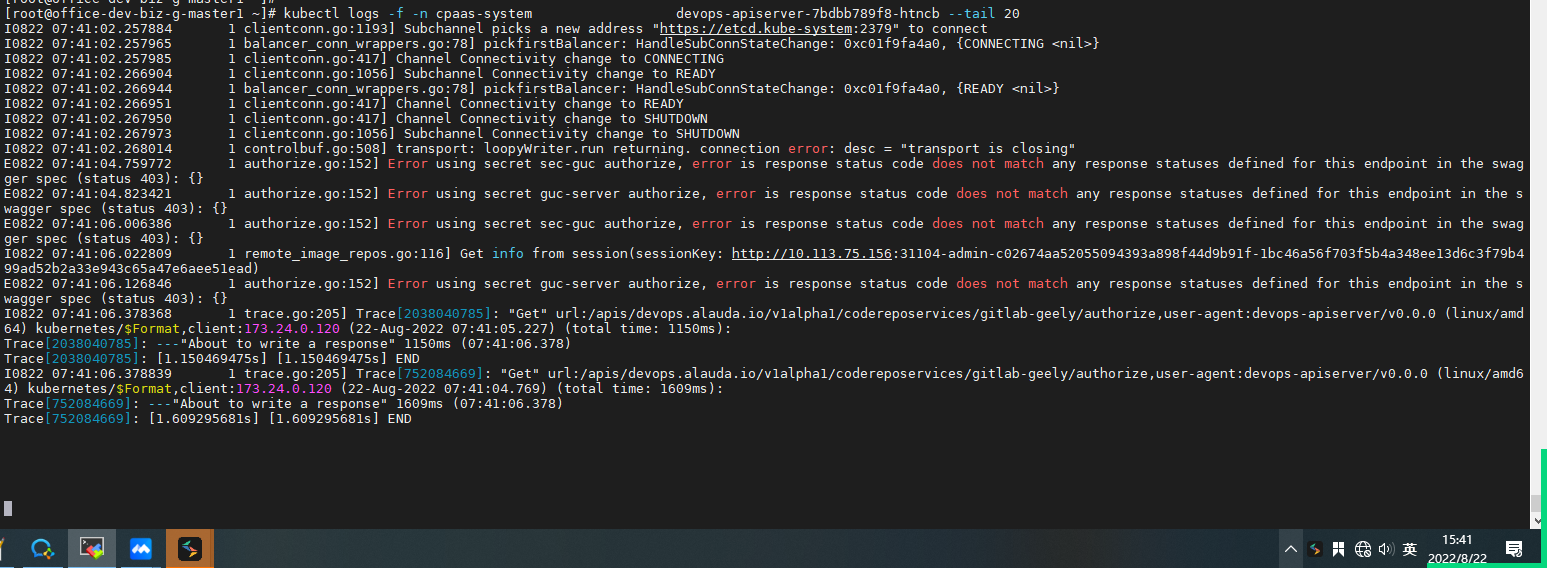 [root@office-dev-biz-g-master1 ~]#
[root@office-dev-biz-g-master1 ~]# kubectl logs -f -n cpaas-system                  devops-apiserver-7bdbb789f8-htncb --tail 20
I0822 07:41:02.257884       1 clientconn.go:1193] Subchannel picks a new address "https://etcd.kube-system:2379" to connect
I0822 07:41:02.257965       1 balancer_conn_wrappers.go:78] pickfirstBalancer: HandleSubConnStateChange: 0xc01f9fa4a0, {CONNECTING <nil>}
I0822 07:41:02.257985       1 clientconn.go:417] Channel Connectivity change to CONNECTING
I0822 07:41:02.266904       1 clientconn.go:1056] Subchannel Connectivity change to READY
I0822 07:41:02.266944       1 balancer_conn_wrappers.go:78] pickfirstBalancer: HandleSubConnStateChange: 0xc01f9fa4a0, {READY <nil>}
I0822 07:41:02.266951       1 clientconn.go:417] Channel Connectivity change to READY
I0822 07:41:02.267950       1 clientconn.go:417] Channel Connectivity change to SHUTDOWN
I0822 07:41:02.267973       1 clientconn.go:1056] Subchannel Connectivity change to SHUTDOWN
I0822 07:41:02.268014       1 controlbuf.go:508] transport: loopyWriter.run returning. connection error: desc = "transport is closing"
E0822 07:41:04.759772       1 authorize.go:152] Error using secret sec-guc authorize, error is response status code does not match any response statuses defined for this endpoint in the swag
ger spec (status 403): {}
E0822 07:41:04.823421       1 authorize.go:152] Error using secret guc-server authorize, error is response status code does not match any response statuses defined for this endpoint in the s
wagger spec (status 403): {}
E0822 07:41:06.006386       1 authorize.go:152] Error using secret sec-guc authorize, error is response status code does not match any response statuses defined for this endpoint in the swag
ger spec (status 403): {}
I0822 07:41:06.022809       1 remote_image_repos.go:116] Get info from session(sessionKey: http://10.113.75.156:31104-admin-c02674aa52055094393a898f44d9b91f-1bc46a56f703f5b4a348ee13d6c3f79b4
99ad52b2a33e943c65a47e6aee51ead)
E0822 07:41:06.126846       1 authorize.go:152] Error using secret guc-server authorize, error is response status code does not match any response statuses defined for this endpoint in the s
wagger spec (status 403): {}
I0822 07:41:06.378368       1 trace.go:205] Trace[2038040785]: "Get" url:/apis/devops.alauda.io/v1alpha1/codereposervices/gitlab-geely/authorize,user-agent:devops-apiserver/v0.0.0 (linux/amd
64) kubernetes/$Format,client:173.24.0.120 (22-Aug-2022 07:41:05.227) (total time: 1150ms):
Trace[2038040785]: ---"About to write a response" 1150ms (07:41:06.378)
Trace[2038040785]: [1.150469475s] [1.150469475s] END
I0822 07:41:06.378839       1 trace.go:205] Trace[752084669]: "Get" url:/apis/devops.alauda.io/v1alpha1/codereposervices/gitlab-geely/authorize,user-agent:devops-apiserver/v0.0.0 (linux/amd6
4) kubernetes/$Format,client:173.24.0.120 (22-Aug-2022 07:41:04.769) (total time: 1609ms):
Trace[752084669]: ---"About to write a response" 1609ms (07:41:06.378)
Trace[752084669]: [1.609295681s] [1.609295681s] END
英
15:41
2022/8/22